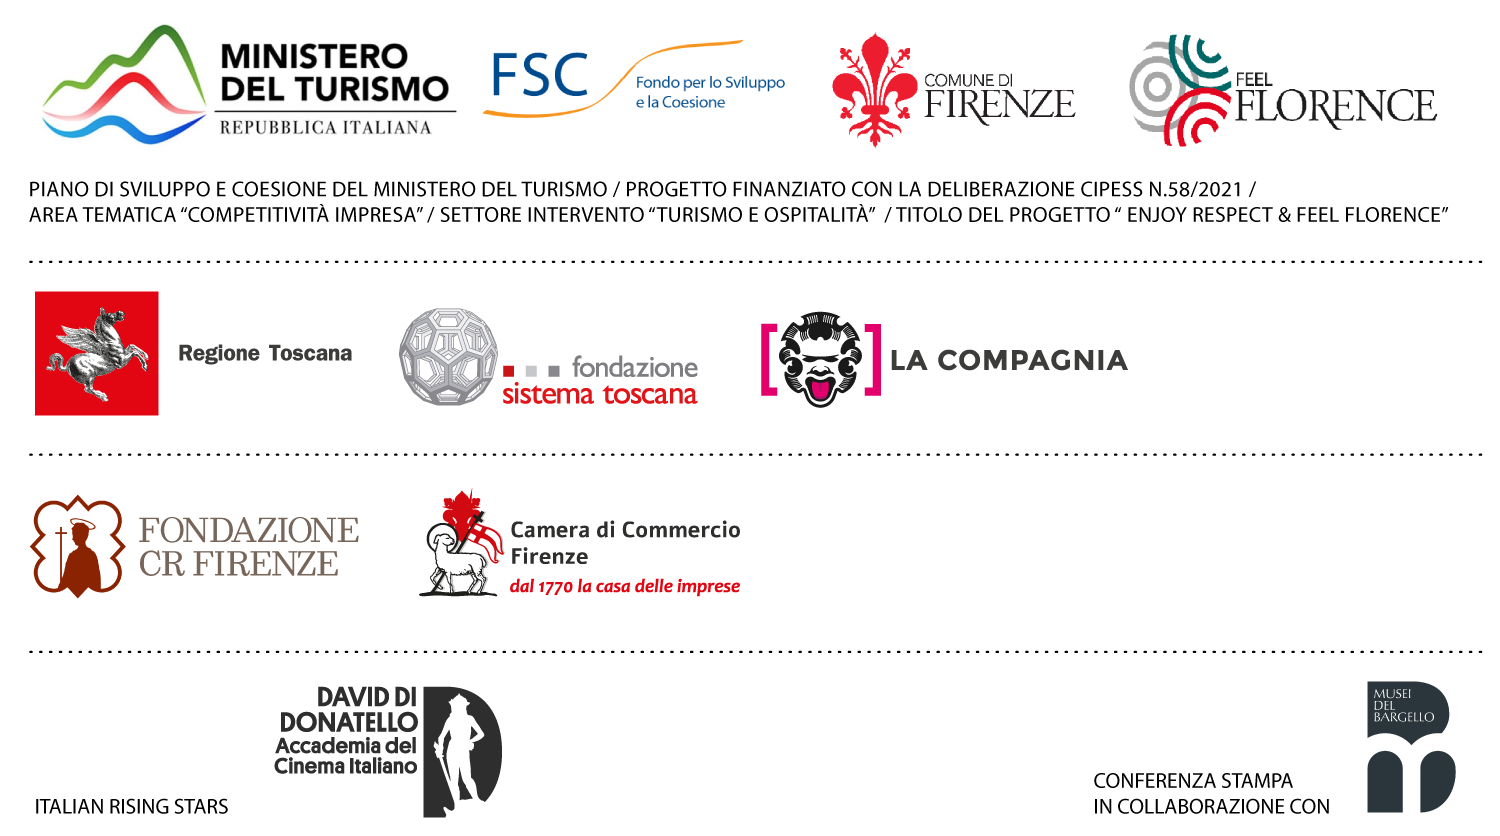 MINISTERO
DEL TURISMO
REPUBBLICA ITALIANA
FSC
Fondo per lo Sviluppo
e la Coesione
COMUNE DI
FIRENZE
FEEL
FLORENCE
PIANO DI SVILUPPO E COESIONE DEL MINISTERO DEL TURISMO / PROGETTO FINANZIATO CON LA DELIBERAZIONE CIPESS N.58/2021 /
AREA TEMATICA “COMPETITIVITÀ IMPRESA” / SETTORE INTERVENTO “TURISMO E OSPITALITÀ” / TITOLO DEL PROGETTO “ ENJOY RESPECT & FEEL FLORENCE”
Regione Toscana
fondazione
sistema toscana
LA COMPAGNIA
FONDAZIONE
CR FIRENZE
Camera di Commercio
Firenze
dal 1770 la casa delle imprese
ITALIAN RISING STARS
DAVID DI
DONATELLO
Accademia del
Cinema Italiano
CONFERENZA STAMPA
IN COLLABORAZIONE CON
MUSEI
DEL
BARGELLO